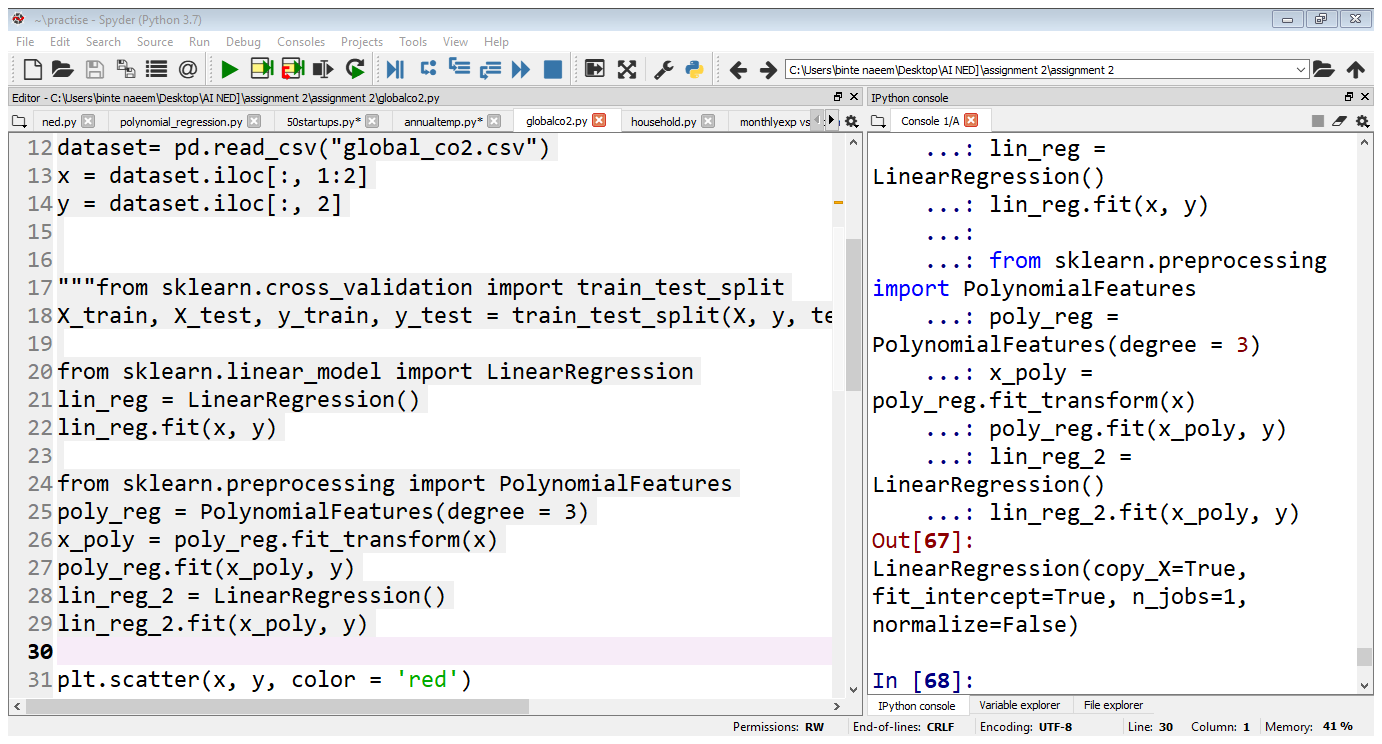 ~\practise - Spyder (Python 3.7)
File Edit Search Source Run Debug Consoles Projects Tools View Help
C:\Users\binte naeem\Desktop\AI NED]\assignment 2\assignment 2
Editor - C:\Users\binte naeem\Desktop\AI NED]\assignment 2\assignment 2\globalco2.py
ned.py polynomial_regression.py 50startups.py* annualtemp.py* globalco2.py household.py monthlyexp vs
12 dataset= pd.read_csv("global_co2.csv")
13 x = dataset.iloc[:, 1:2]
14 y = dataset.iloc[:, 2]
15
16
17 """from sklearn.cross_validation import train_test_split
18 X_train, X_test, y_train, y_test = train_test_split(X, y, te
19
20 from sklearn.linear_model import LinearRegression
21 lin_reg = LinearRegression()
22 lin_reg.fit(x, y)
23
24 from sklearn.preprocessing import PolynomialFeatures
25 poly_reg = PolynomialFeatures(degree = 3)
26 x_poly = poly_reg.fit_transform(x)
27 poly_reg.fit(x_poly, y)
28 lin_reg_2 = LinearRegression()
29 lin_reg_2.fit(x_poly, y)
30
31 plt.scatter(x, y, color = 'red')
IPython console
Console 1/A
...: lin_reg =
LinearRegression()
...: lin_reg.fit(x, y)
...:
...: from sklearn.preprocessing
import PolynomialFeatures
...: poly_reg =
PolynomialFeatures(degree = 3)
...: x_poly =
poly_reg.fit_transform(x)
...: poly_reg.fit(x_poly, y)
...: lin_reg_2 =
LinearRegression()
...: lin_reg_2.fit(x_poly, y)
Out[67]:
LinearRegression(copy_X=True,
fit_intercept=True, n_jobs=1,
normalize=False)
In [68]:
IPython console Variable explorer File explorer
Permissions: RW End-of-lines: CRLF Encoding: UTF-8 Line: 30 Column: 1 Memory: 41 %